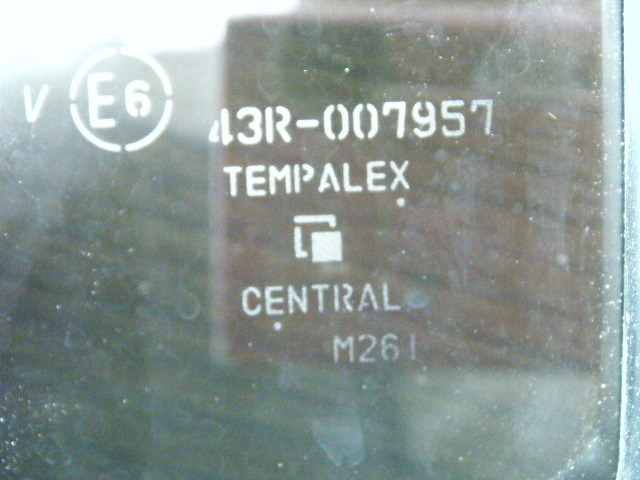 V E6 43R-007957
TEMPALEX
CENTRAL
M261